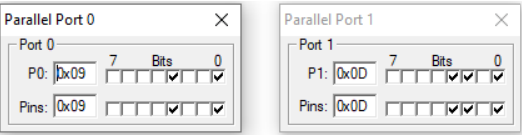 Parallel Port 0
Port 0
7 Bits 0
P0: 0x09
Pins: 0x09
Parallel Port 1
Port 1
7 Bits 0
P1: 0x0D
Pins: 0x0D